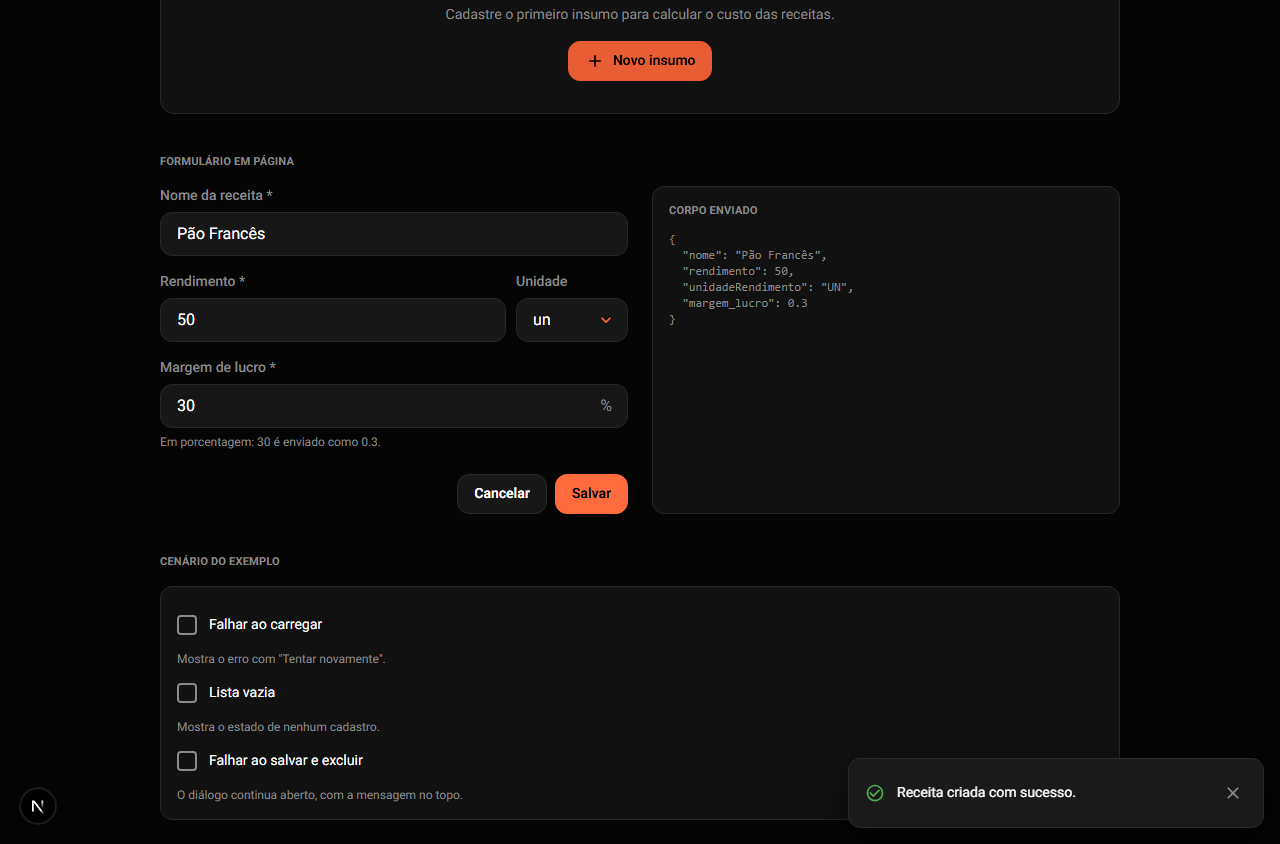 Cadastre o primeiro insumo para calcular o custo das receitas.
Novo insumo
FORMULÁRIO EM PÁGINA
Nome da receita *
Pão Francês
Rendimento *
Unidade
50
un
Margem de lucro *
30
%
Em porcentagem: 30 é enviado como 0.3.
Cancelar
Salvar
CORPO ENVIADO
{
  "nome": "Pão Francês",
  "rendimento": 50,
  "unidadeRendimento": "UN",
  "margem_lucro": 0.3
}
CENÁRIO DO EXEMPLO
Falhar ao carregar
Mostra o erro com "Tentar novamente".
Lista vazia
Mostra o estado de nenhum cadastro.
Falhar ao salvar e excluir
O diálogo continua aberto, com a mensagem no topo.
N
Receita criada com sucesso.